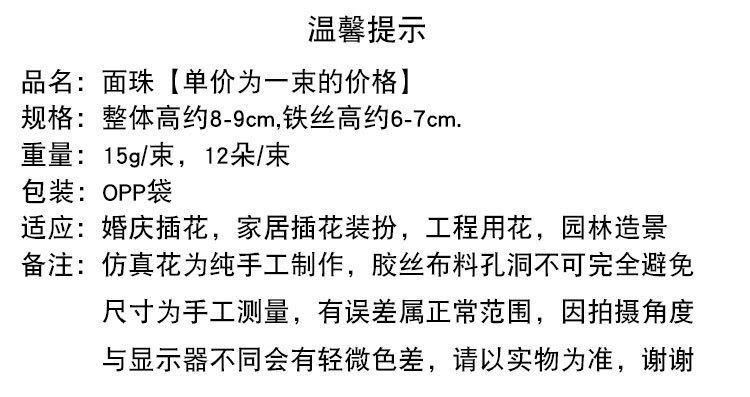 温馨提示
品名：面珠【单价为一束的价格】
规格：整体高约8-9cm,铁丝高约6-7cm.
重量：15g/束，12朵/束
包装：OPP袋
适应：婚庆插花，家居插花装扮，工程用花，园林造景
备注：仿真花为纯手工制作，胶丝布料孔洞不可完全避免
尺寸为手工测量，有误差属正常范围，因拍摄角度
与显示器不同会有轻微色差，请以实物为准，谢谢